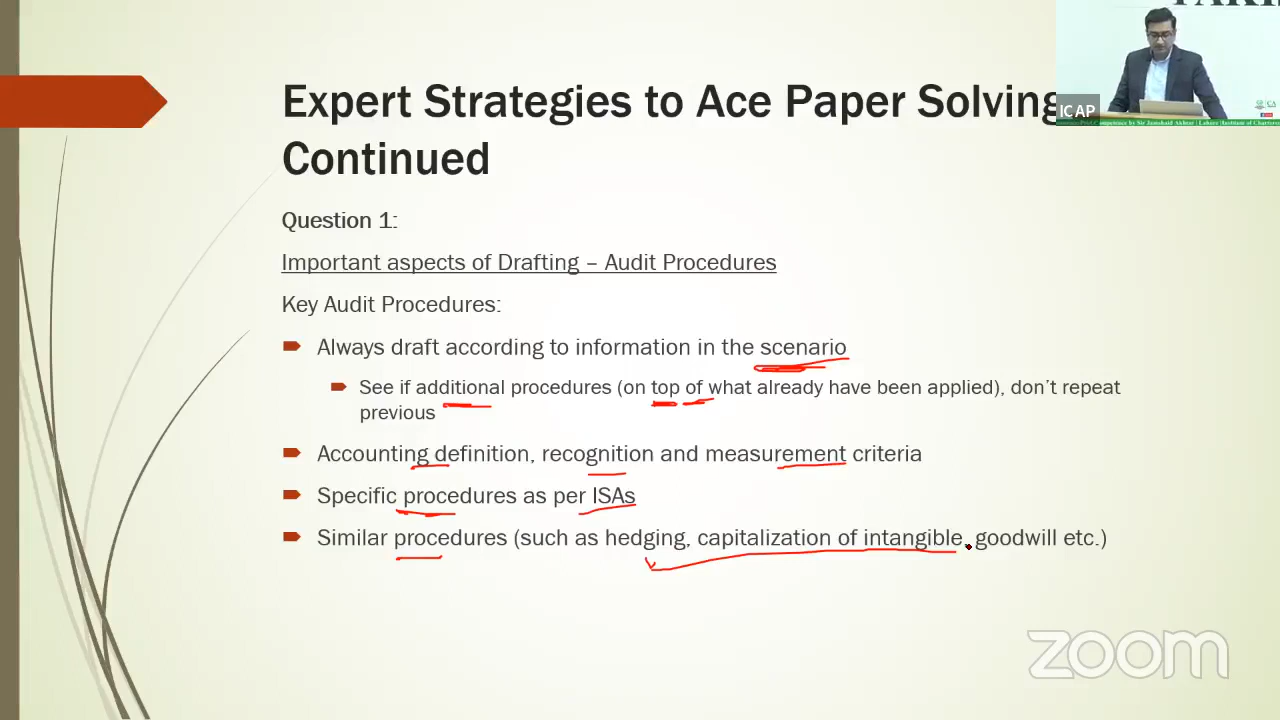 Expert Strategies to Ace Paper Solving
Continued
ICAP
Question 1:
Important aspects of Drafting – Audit Procedures
Key Audit Procedures:
Always draft according to information in the scenario
See if additional procedures (on top of what already have been applied), don't repeat
previous
Accounting definition, recognition and measurement criteria
Specific procedures as per ISAs
Similar procedures (such as hedging, capitalization of intangible, goodwill etc.)
zoom